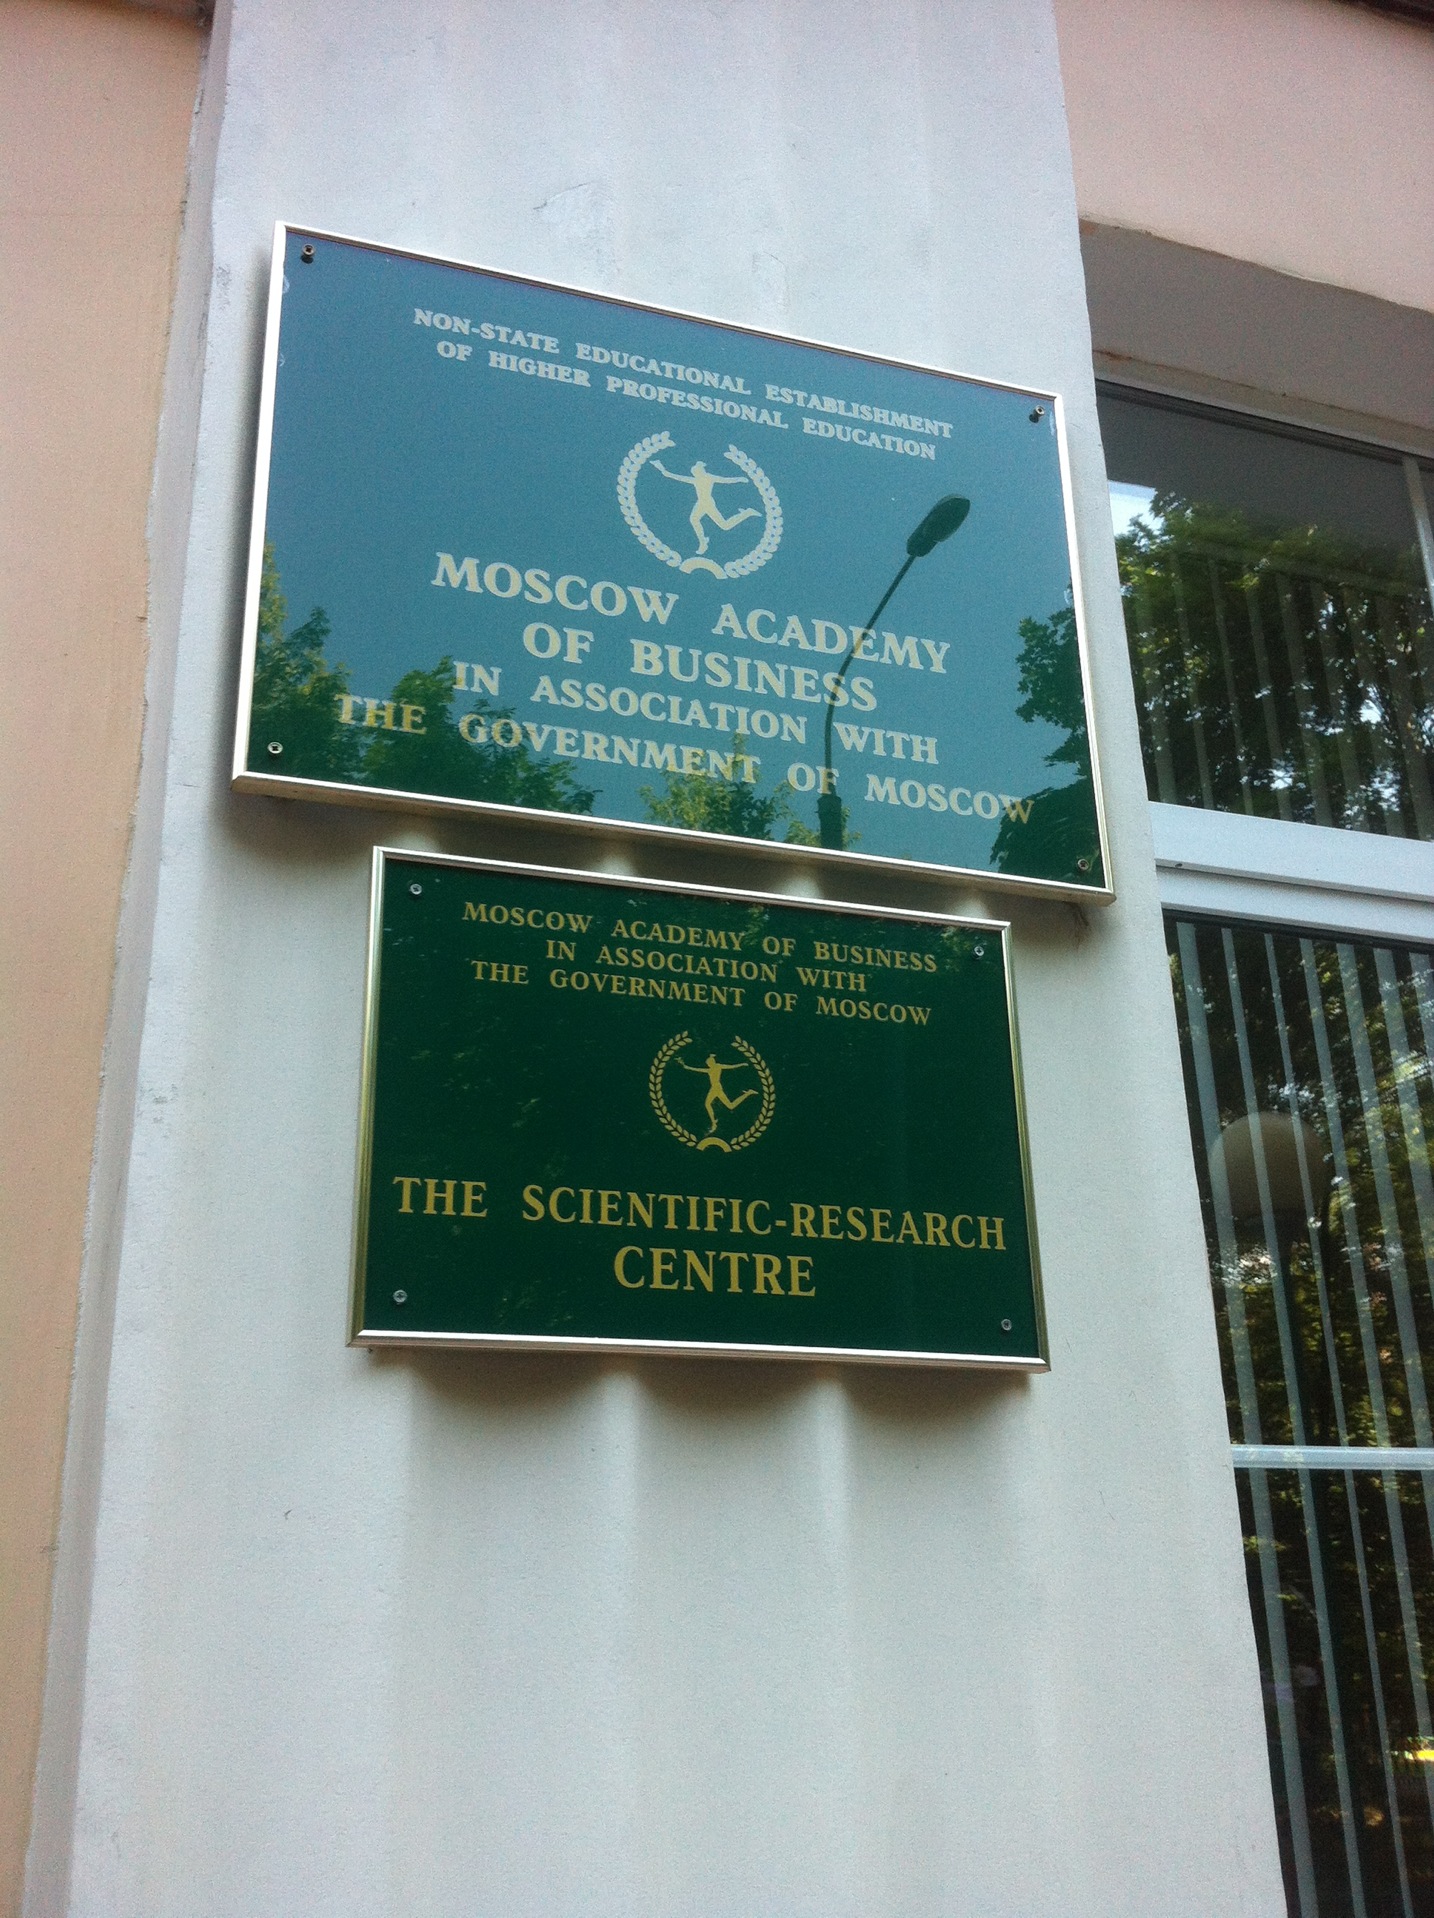 NON-STATE EDUCATIONAL ESTABLISHMENT
OF HIGHER PROFESSIONAL EDUCATION
MOSCOW ACADEMY
OF BUSINESS
IN ASSOCIATION WITH
THE GOVERNMENT OF MOSCOW
MOSCOW ACADEMY OF BUSINESS
IN ASSOCIATION WITH
THE GOVERNMENT OF MOSCOW
THE SCIENTIFIC-RESEARCH
CENTRE